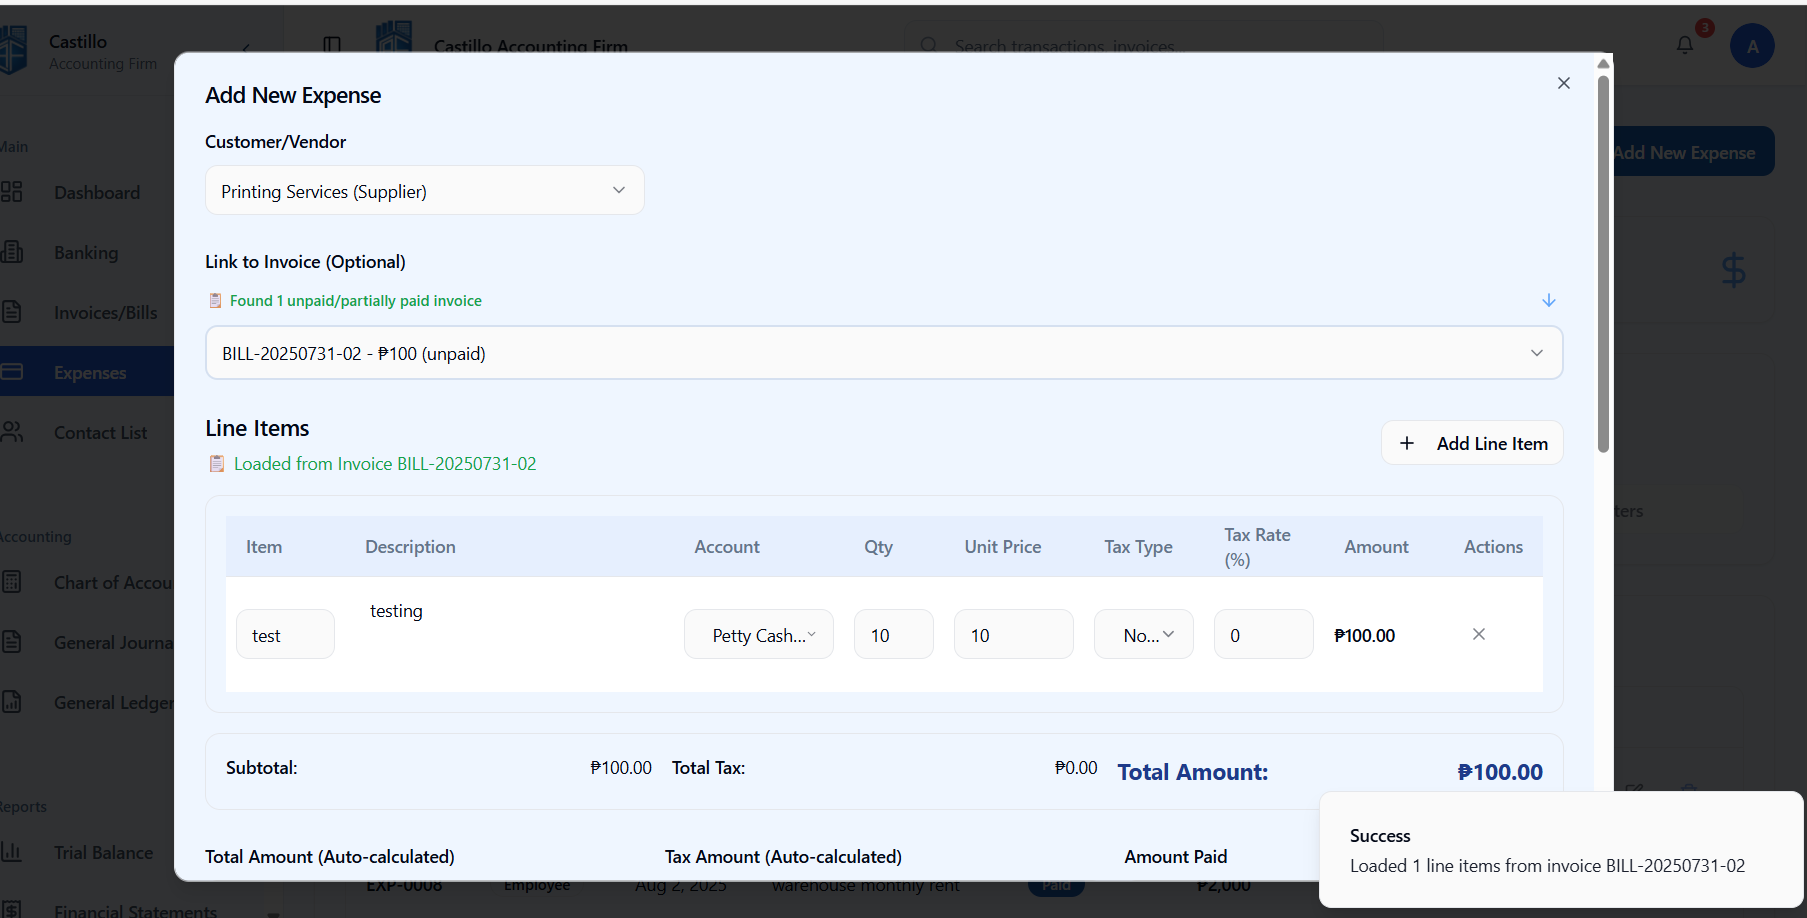 Castillo
Accounting Firm
Castillo Accounting Firm
Search transactions, invoices...
3
A
Add New Expense
Main
Dashboard
Banking
Invoices/Bills
Expenses
Contact List
Accounting
Chart of Accou
General Journa
General Ledger
Reports
Trial Balance
Financial Statements
Add New Expense
Customer/Vendor
Printing Services (Supplier)
Link to Invoice (Optional)
Found 1 unpaid/partially paid invoice
BILL-20250731-02 - ₱100 (unpaid)
Line Items
Loaded from Invoice BILL-20250731-02
Add Line Item
Item Description Account Qty Unit Price Tax Type Tax Rate (%) Amount Actions
test testing Petty Cash... 10 10 No... 0 ₱100.00
Subtotal: ₱100.00 Total Tax: ₱0.00 Total Amount: ₱100.00
Total Amount (Auto-calculated) Tax Amount (Auto-calculated) Amount Paid
EXP-0008 Employee Aug 2, 2025 warehouse monthly rent Paid ₱2,000
Success
Loaded 1 line items from invoice BILL-20250731-02